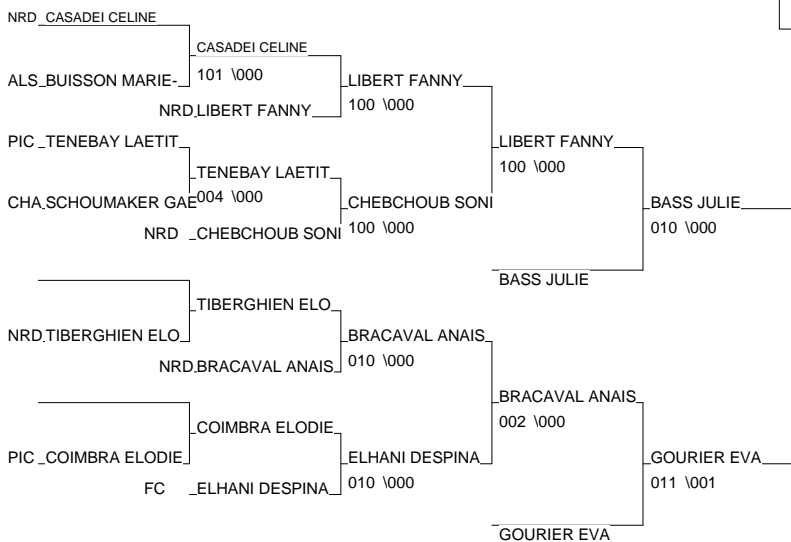 NRD CASADEI CELINE
CASADEI CELINE
ALS BUISSON MARIE-
101 \000
LIBERT FANNY
NRD LIBERT FANNY
100 \000
PIC TENEBAY LAETIT
LIBERT FANNY
TENEBAY LAETIT
100 \000
CHA SCHOUMAKER GAE
004 \000
CHEBCHOUB SONI
BASS JULIE
NRD CHEBCHOUB SONI
100 \000
010 \000
BASS JULIE
TIBERGHIEN ELO
NRD TIBERGHIEN ELO
BRACAVAL ANAIS
NRD BRACAVAL ANAIS
010 \000
BRACAVAL ANAIS
002 \000
COIMBRA ELODIE
PIC COIMBRA ELODIE
ELHANI DESPINA
GOURIER EVA
FC ELHANI DESPINA
010 \000
011 \001
GOURIER EVA